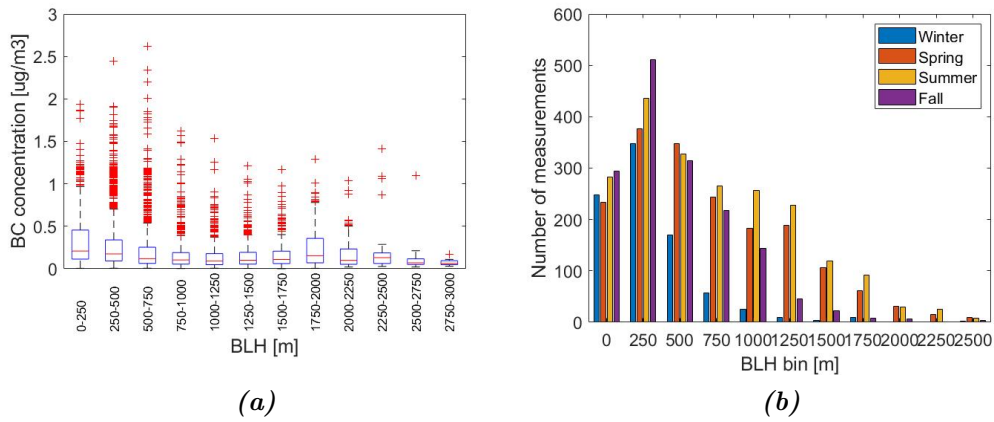 3
2.5
2
1.5
1
0.5
0
BC concentration [ug/m3]
0-250
250-500
500-750
750-1000
1000-1250
1250-1500
1500-1750
1750-2000
2000-2250
2250-2500
2500-2750
2750-3000
BLH [m]
(a)
600
500
400
300
200
100
0
Number of measurements
Winter
Spring
Summer
Fall
0 250 500 750 1000 1250 1500 1750 2000 2250 2500
BLH bin [m]
(b)